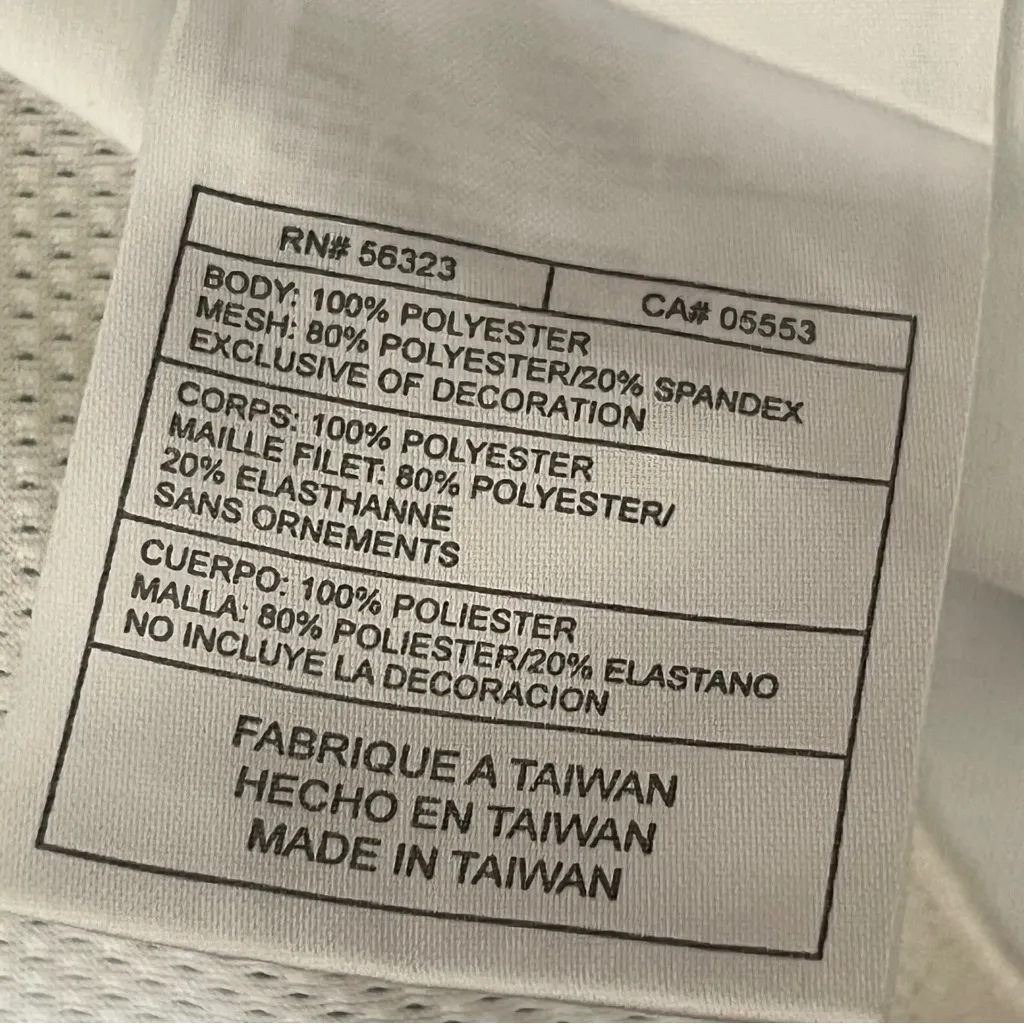 RN# 56323
CA# 05553
BODY: 100% POLYESTER
MESH: 80% POLYESTER/20% SPANDEX
EXCLUSIVE OF DECORATION
CORPS: 100% POLYESTER
MAILLE FILET: 80% POLYESTER/
20% ELASTHANNE
SANS ORNEMENTS
CUERPO: 100% POLIESTER
MALLA: 80% POLIESTER/20% ELASTANO
NO INCLUYE LA DECORACION
FABRIQUE A TAIWAN
HECHO EN TAIWAN
MADE IN TAIWAN